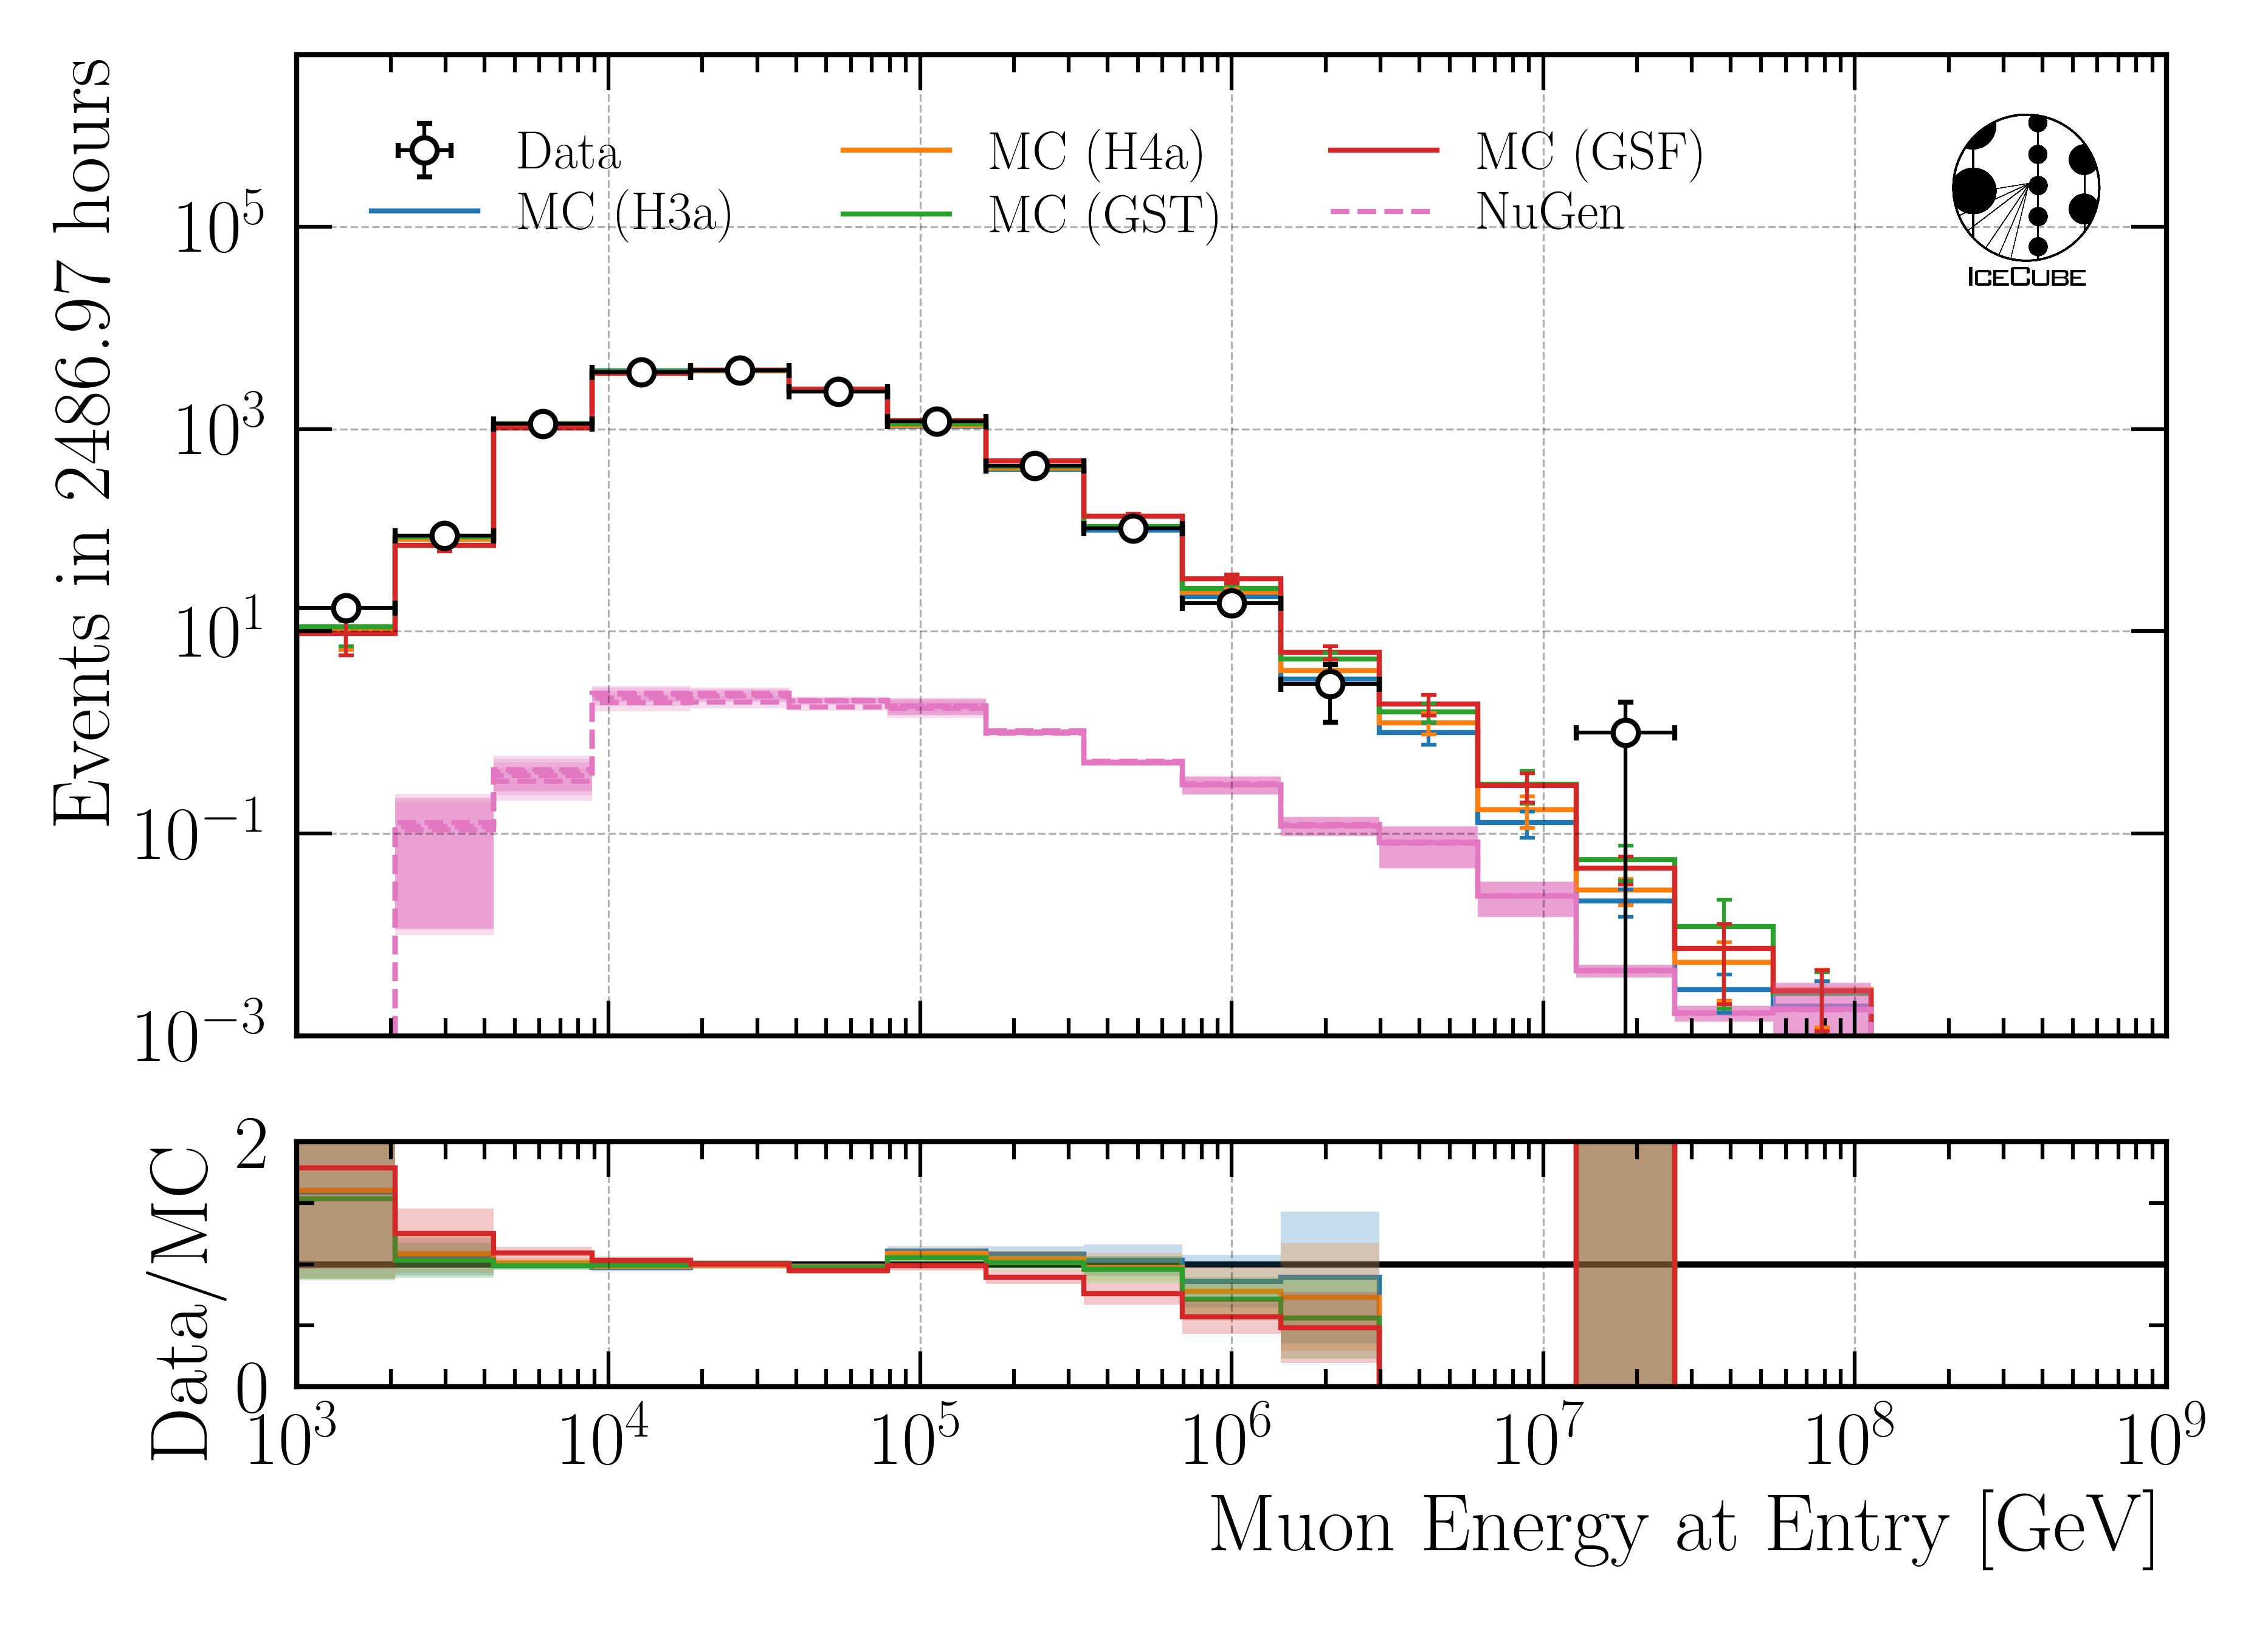 Events in 2486.97 hours
10^5
10^3
10^1
10^−1
10^−3
Data
MC (H3a)
MC (H4a)
MC (GST)
MC (GSF)
NuGen
ICECUBE
Data/MC
2
0
10^3 10^4 10^5 10^6 10^7 10^8 10^9
Muon Energy at Entry [GeV]